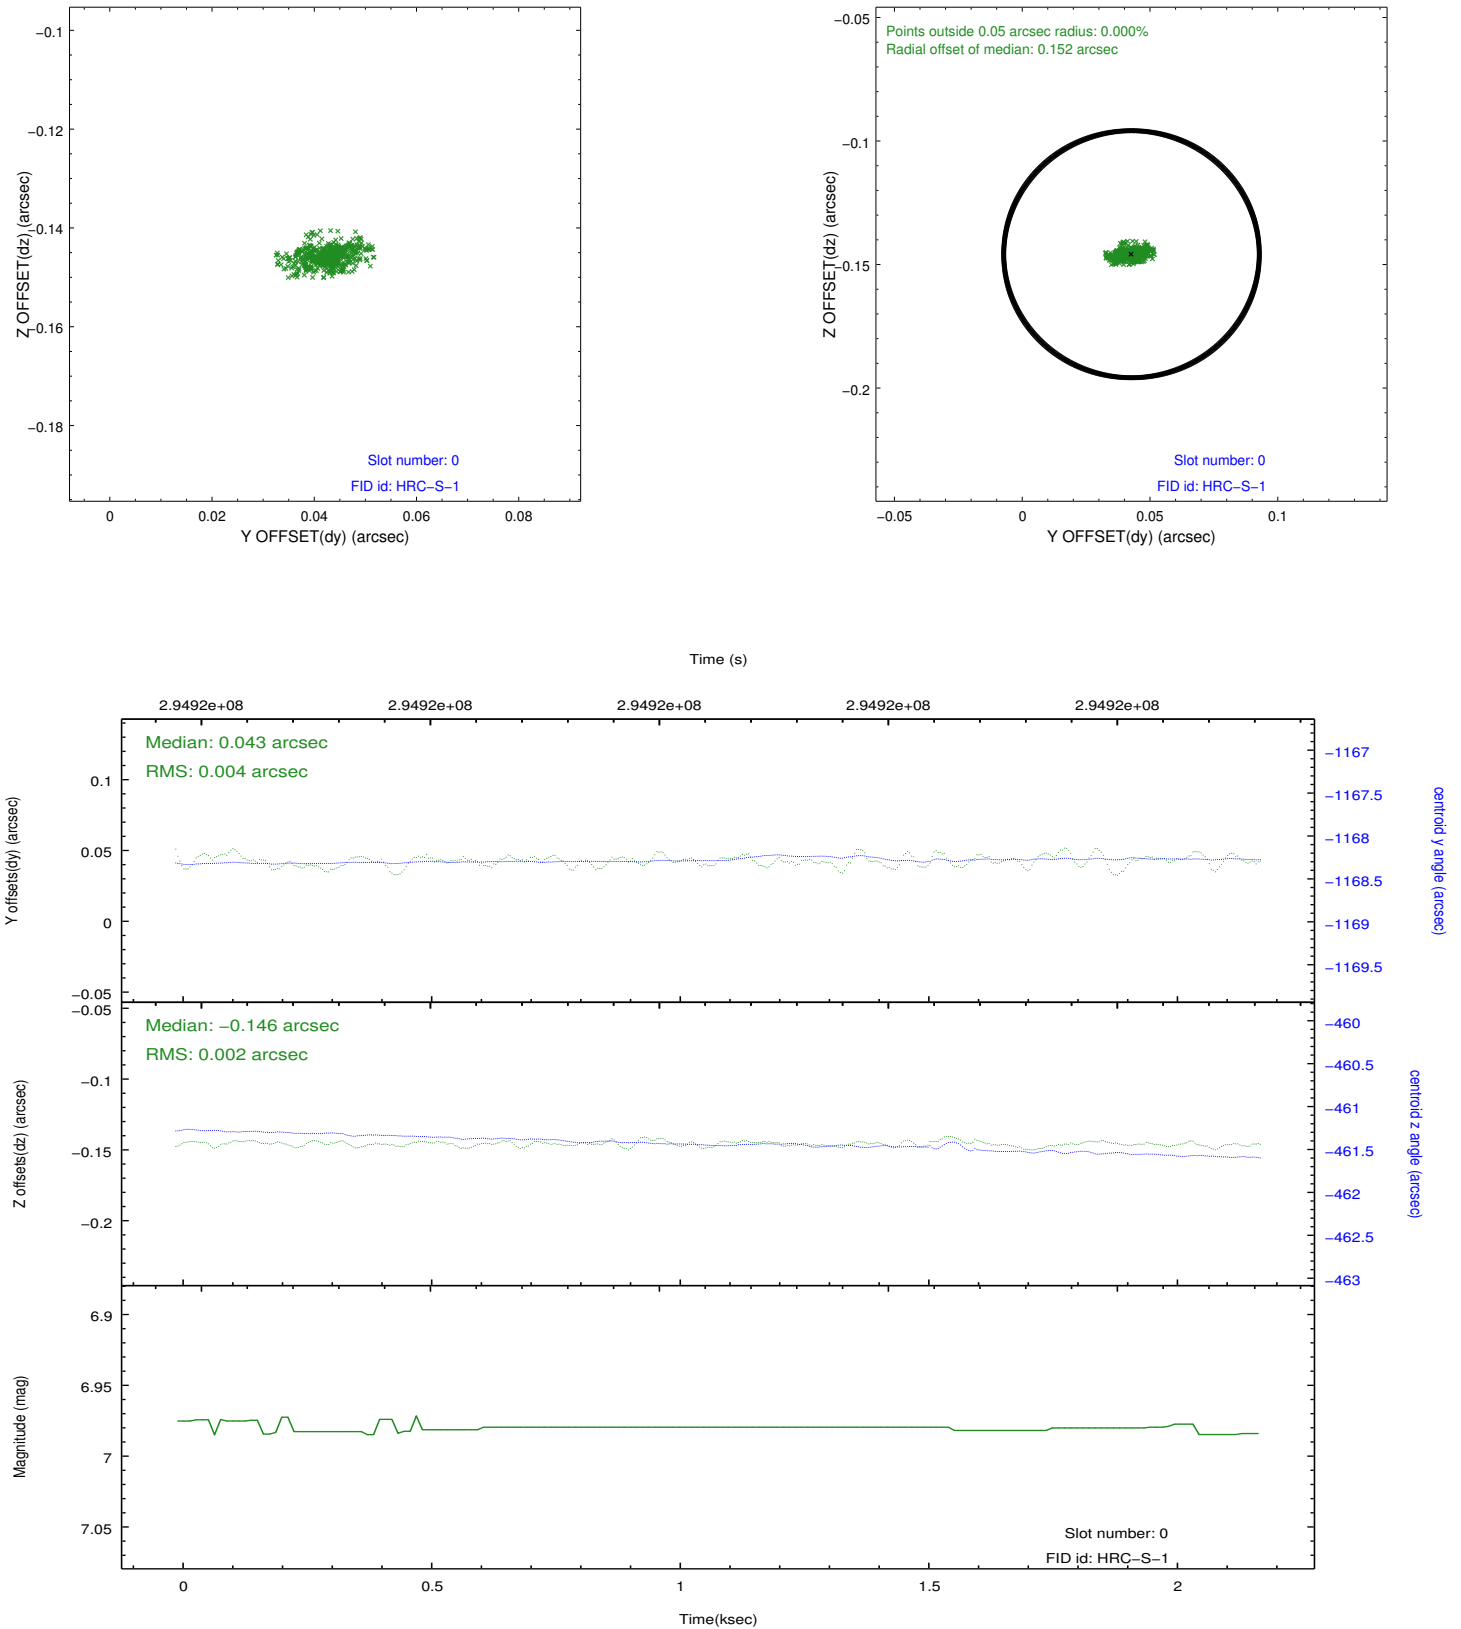 −0.1
−0.12
−0.14
−0.16
−0.18
Z OFFSET(dz) (arcsec)
Slot number: 0
FID id: HRC−S−1
0 0.02 0.04 0.06 0.08
Y OFFSET(dy) (arcsec)
−0.05
−0.1
−0.15
−0.2
Z OFFSET(dz) (arcsec)
Points outside 0.05 arcsec radius: 0.000%
Radial offset of median: 0.152 arcsec
Slot number: 0
FID id: HRC−S−1
−0.05 0 0.05 0.1
Y OFFSET(dy) (arcsec)
Time (s)
2.9492e+08 2.9492e+08 2.9492e+08 2.9492e+08 2.9492e+08
Median: 0.043 arcsec
RMS: 0.004 arcsec
0.1
0.05
0
−0.05
Y offsets(dy) (arcsec)
−1167
−1167.5
−1168
−1168.5
−1169
−1169.5
centroid y angle (arcsec)
Median: −0.146 arcsec
RMS: 0.002 arcsec
−0.05
−0.1
−0.15
−0.2
Z offsets(dz) (arcsec)
−460
−460.5
−461
−461.5
−462
−462.5
−463
centroid z angle (arcsec)
6.9
6.95
7
7.05
Magnitude (mag)
Slot number: 0
FID id: HRC−S−1
0 0.5 1 1.5 2
Time(ksec)